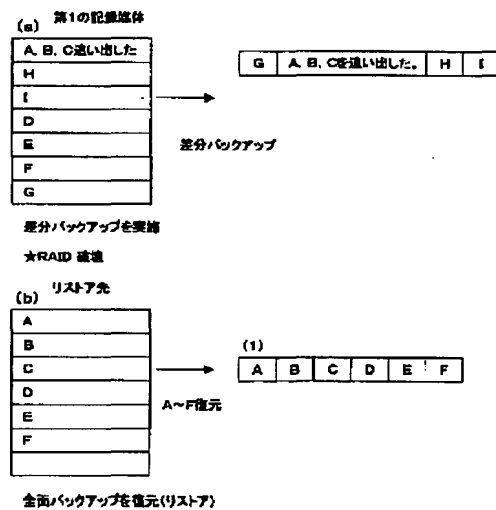 (a) 第1の記録媒体
A, B, C追い出した
H
I
D
E
F
G
G A, B, Cを追い出した。 H I
差分バックアップ
差分バックアップを実施
★RAID 破壊
(b) リストア先
A
B
C
D
E
F
A～F復元
(1)
A B C D E F
全面バックアップを復元(リストア)